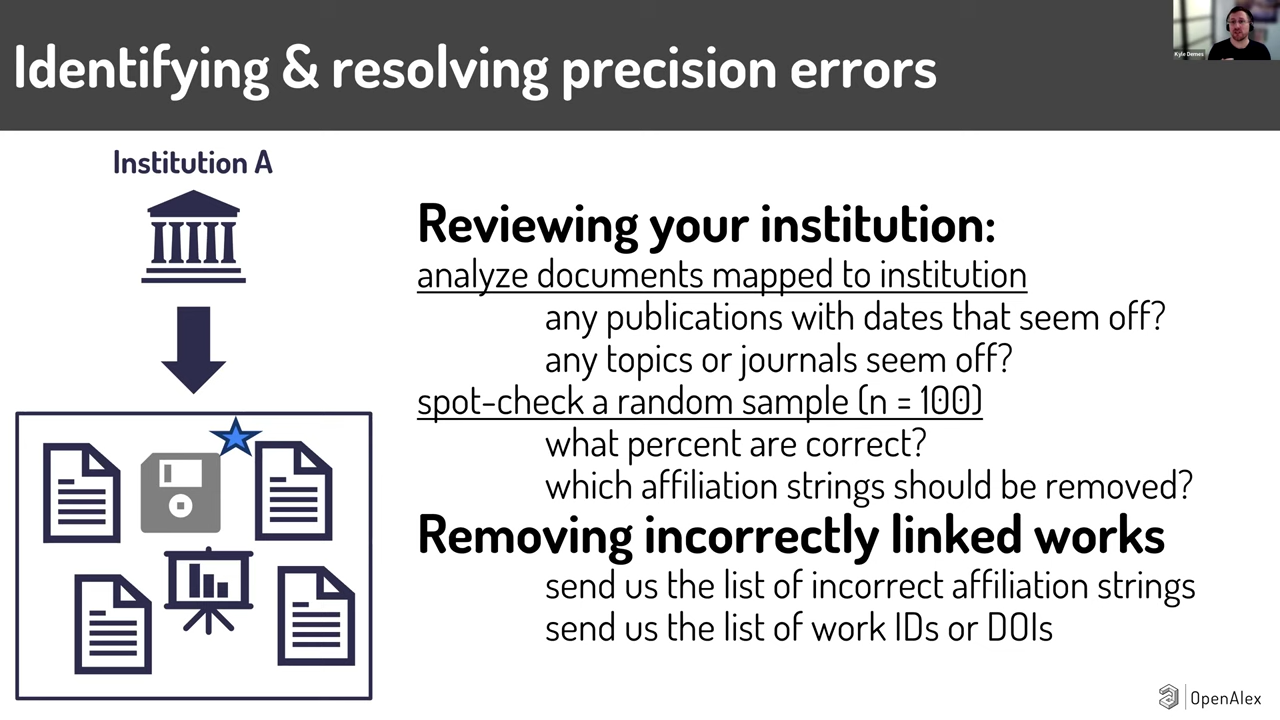 Identifying & resolving precision errors
Kyle Demes
Institution A
Reviewing your institution:
analyze documents mapped to institution
any publications with dates that seem off?
any topics or journals seem off?
spot-check a random sample (n = 100)
what percent are correct?
which affiliation strings should be removed?
Removing incorrectly linked works
send us the list of incorrect affiliation strings
send us the list of work IDs or DOIs
OpenAlex